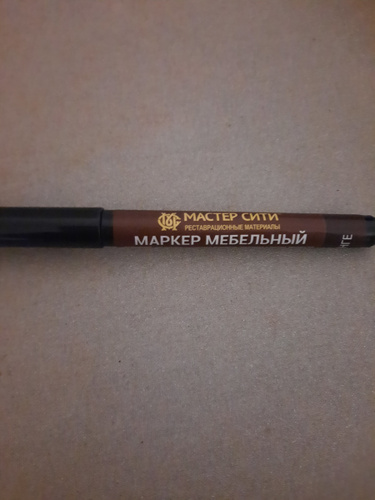 МАСТЕР СИТИ
РЕСТАВРАЦИОННЫЕ МАТЕРИАЛЫ
МАРКЕР МЕБЕЛЬНЫЙ